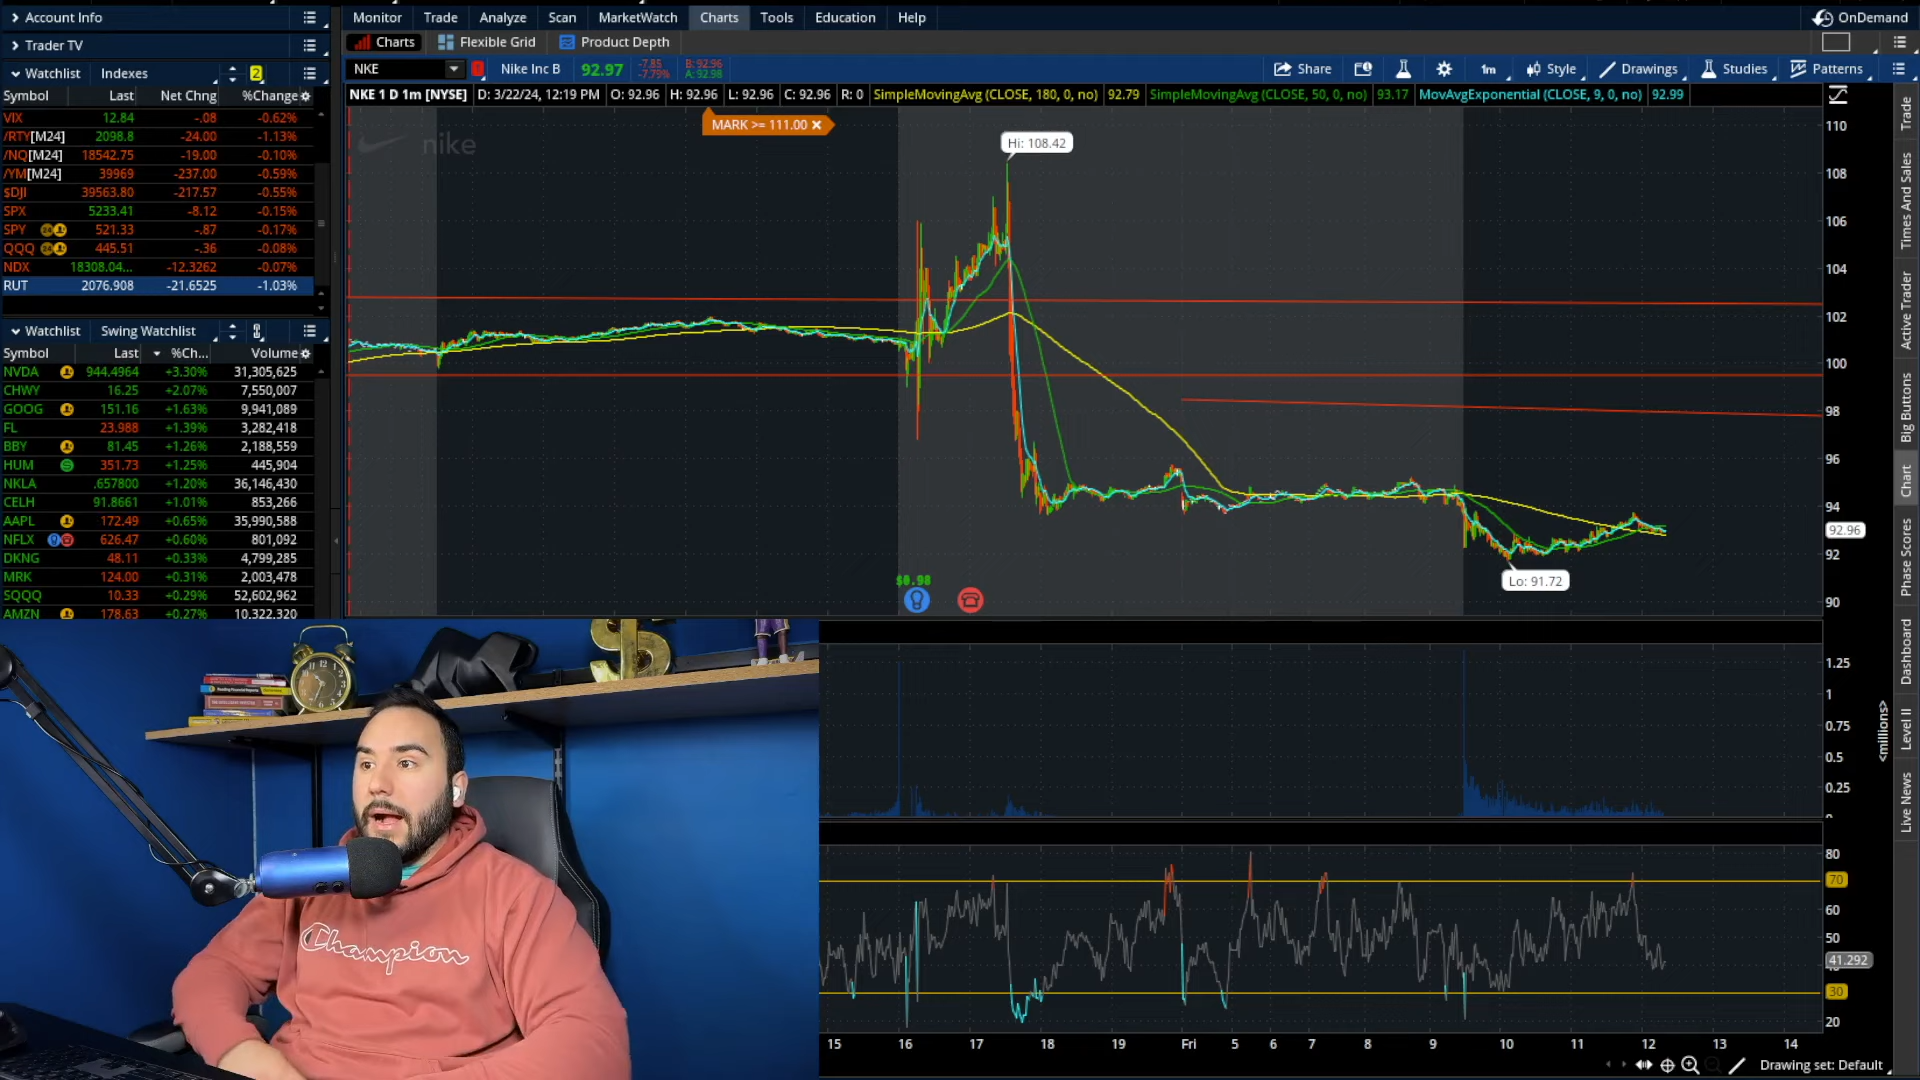 Account Info
Trader TV
Watchlist Indexes 2
Symbol Last Net Chng %Change
VIX 12.84 -.08 -0.62%
/RTY[M24] 2098.8 -24.00 -1.13%
/NQ[M24] 18542.75 -19.00 -0.10%
/YM[M24] 39969 -237.00 -0.59%
$DJI 39563.80 -217.57 -0.55%
SPX 5233.41 -8.12 -0.15%
SPY 521.33 -.87 -0.17%
QQQ 445.51 -.36 -0.08%
NDX 18308.04... -12.3262 -0.07%
RUT 2076.908 -21.6525 -1.03%
Watchlist Swing Watchlist
Symbol Last %Ch... Volume
NVDA 944.4964 +3.30% 31,305,625
CHWY 16.25 +2.07% 7,550,007
GOOG 151.16 +1.63% 9,941,089
FL 23.988 +1.39% 3,282,418
BBY 81.45 +1.26% 2,188,559
HUM 351.73 +1.25% 445,904
NKLA .657800 +1.20% 36,146,430
CELH 91.8661 +1.01% 853,266
AAPL 172.49 +0.65% 35,990,588
NFLX 626.47 +0.60% 801,092
DKNG 48.11 +0.33% 4,799,285
MRK 124.00 +0.31% 2,003,478
SQQQ 10.33 +0.29% 52,602,962
AMZN 178.63 +0.27% 10,322,320
Monitor Trade Analyze Scan MarketWatch Charts Tools Education Help OnDemand
Charts Flexible Grid Product Depth
NKE Nike Inc B 92.97 -7.85 -7.79% B: 92.96 A: 92.98 Share 1m Style Drawings Studies Patterns
NKE 1 D 1m [NYSE] D: 3/22/24, 12:19 PM O: 92.96 H: 92.96 L: 92.96 C: 92.96 R: 0 SimpleMovingAvg (CLOSE, 180, 0, no) 92.79 SimpleMovingAvg (CLOSE, 50, 0, no) 93.17 MovAvgExponential (CLOSE, 9, 0, no) 92.99
MARK >= 111.00
nike
Hi: 108.42
Lo: 91.72
$0.98
110
108
106
104
102
100
98
96
94
92.96
92
90
1.25
1
0.75
0.5
0.25
<millions>
80
70
60
50
41.292
30
20
15 16 17 18 19 Fri 5 6 7 8 9 10 11 12 13 14
Drawing set: Default
Trade
Times And Sales
Active Trader
Big Buttons
Chart
Phase Scores
Dashboard
Level II
Live News
Champion